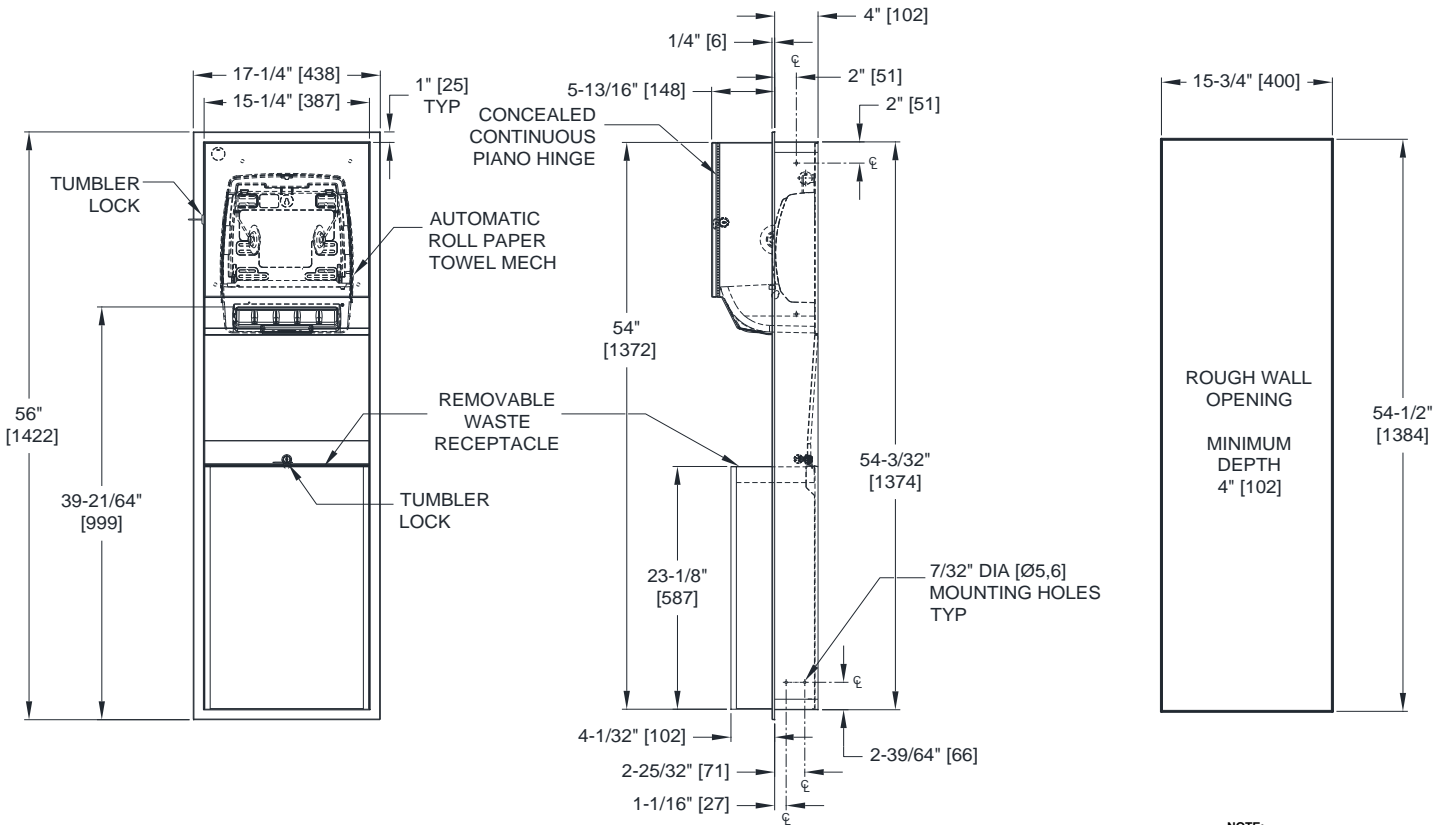 17-1/4" [438]
15-1/4" [387]
1" [25]
TYP
TUMBLER
LOCK
AUTOMATIC
ROLL PAPER
TOWEL MECH
56"
[1422]
39-21/64"
[999]
REMOVABLE
WASTE
RECEPTACLE
TUMBLER
LOCK
4" [102]
1/4" [6]
℄
2" [51]
5-13/16" [148]
2" [51]
CONCEALED
CONTINUOUS
PIANO HINGE
℄
54"
[1372]
54-3/32"
[1374]
23-1/8"
[587]
7/32" DIA [Ø5,6]
MOUNTING HOLES
TYP
℄
4-1/32" [102]
2-39/64" [66]
2-25/32" [71]
℄
1-1/16" [27]
℄
15-3/4" [400]
ROUGH WALL
OPENING
MINIMUM
DEPTH
4" [102]
54-1/2"
[1384]